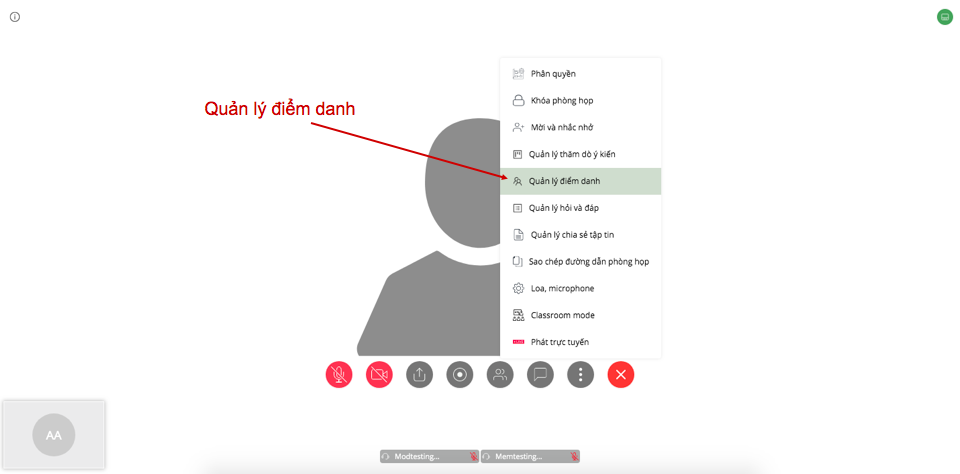 Phân quyền
Khóa phòng họp
Quản lý điểm danh
Mời và nhắc nhở
Quản lý thăm dò ý kiến
Quản lý điểm danh
Quản lý hỏi và đáp
Quản lý chia sẻ tập tin
Sao chép đường dẫn phòng họp
Loa, microphone
Classroom mode
Phát trực tuyến
AA
Modtesting...
Memtesting...